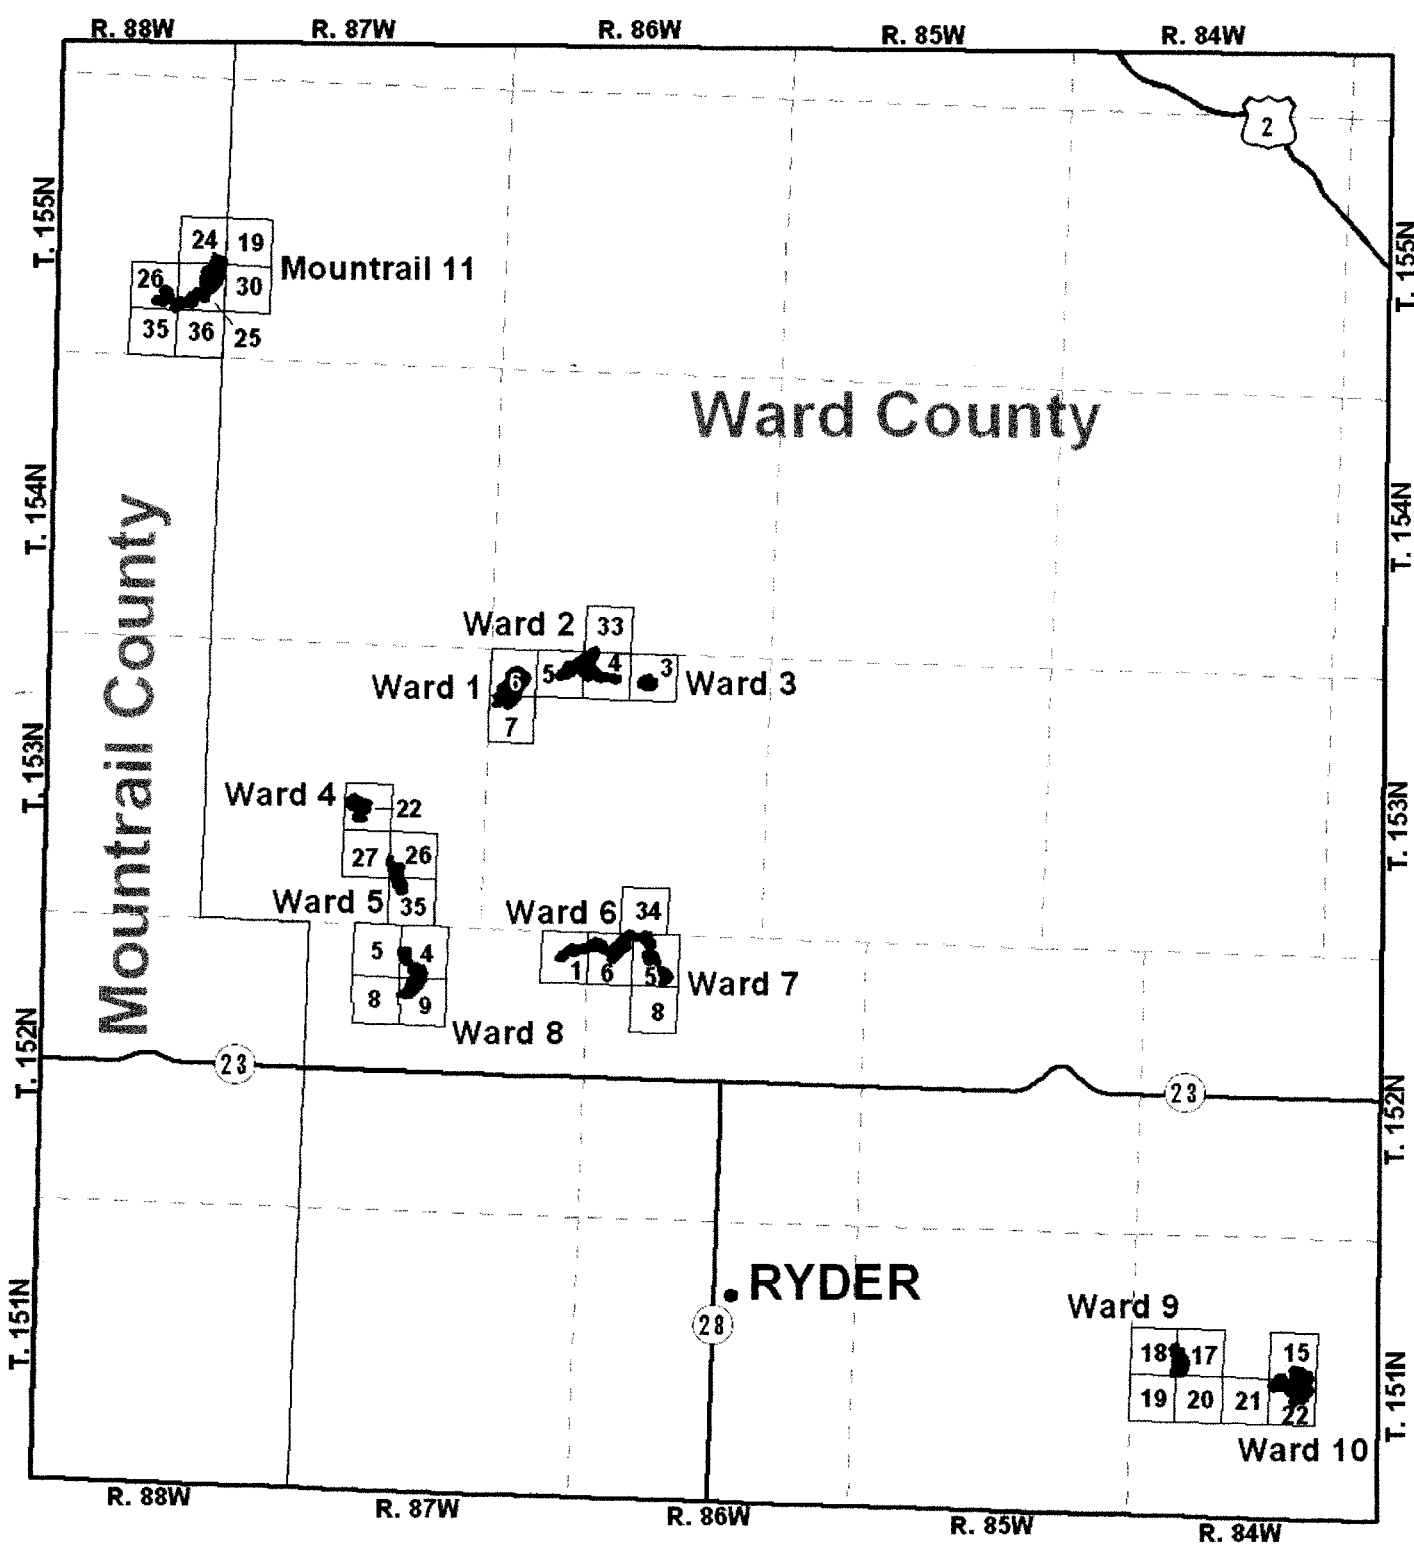 R. 88W R. 87W R. 86W R. 85W R. 84W
2
T. 155N
T. 155N
24 19
Mountrail 11
26 30
35 36 25
Ward County
T. 154N
T. 154N
Mountrail County
Ward 2 33
Ward 1 6 5 4 3 Ward 3
7
T. 153N
T. 153N
Ward 4 22
27 26
Ward 5 35
Ward 6 34
5 4
1 6 5 Ward 7
8 9
8
Ward 8
T. 152N
T. 152N
23
23
RYDER
28
T. 151N
T. 151N
Ward 9
18 17 15
19 20 21 22
Ward 10
R. 88W R. 87W R. 86W R. 85W R. 84W